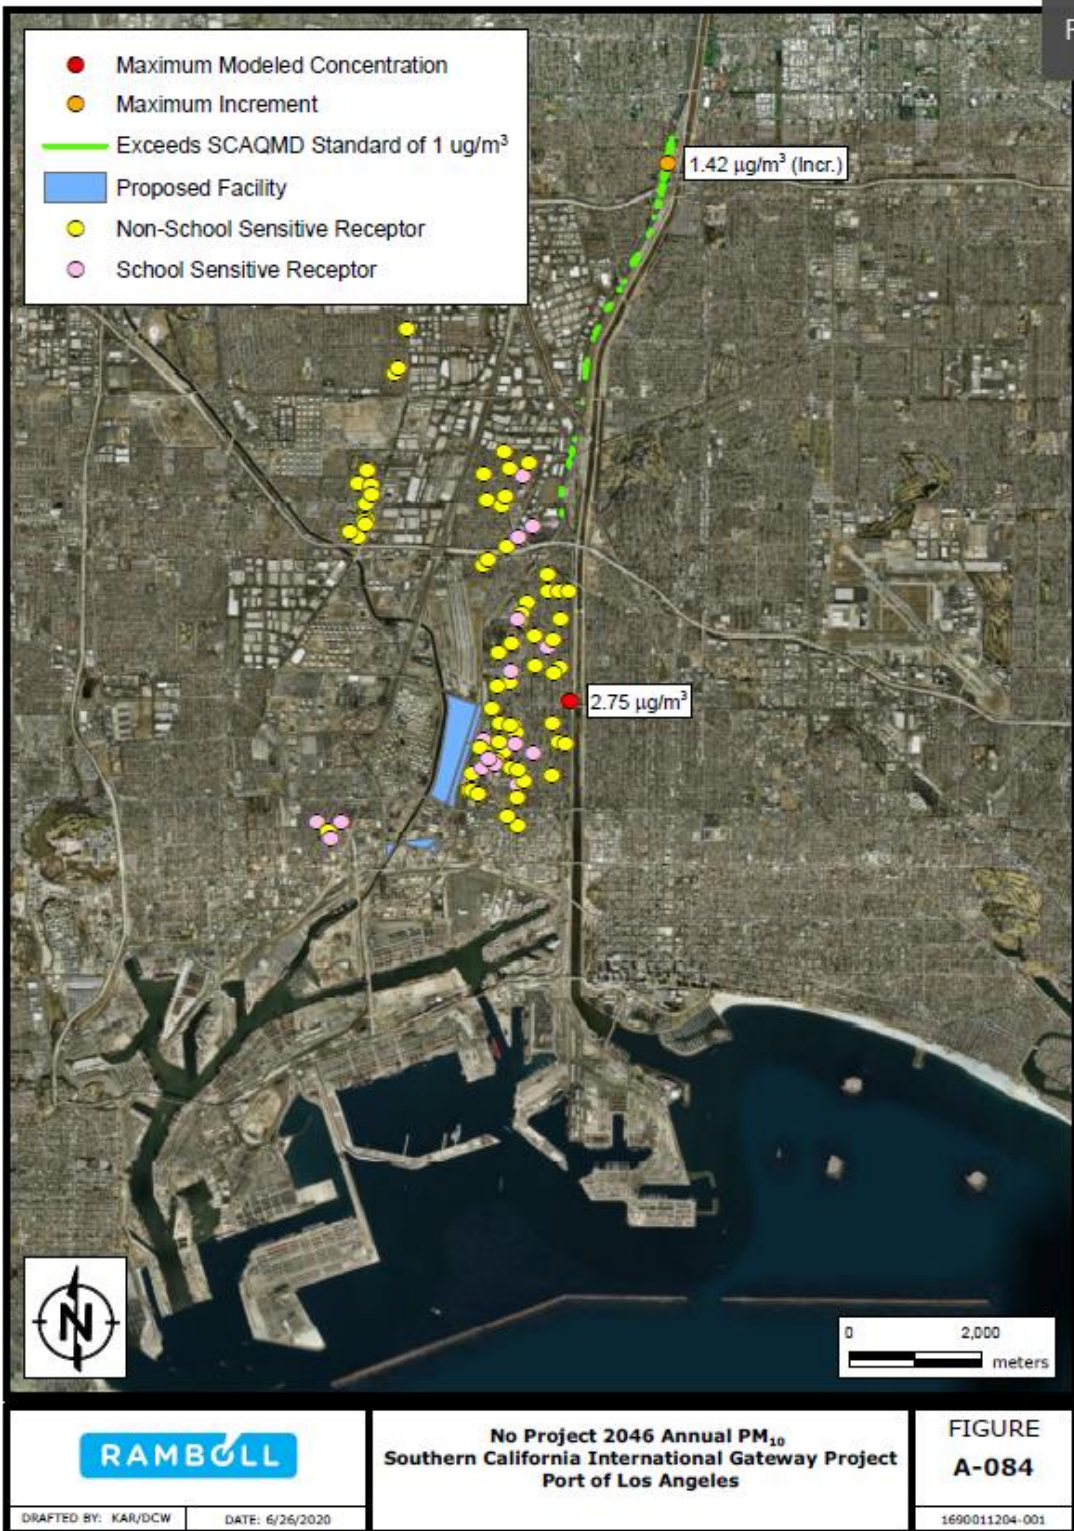 Maximum Modeled Concentration
Maximum Increment
Exceeds SCAQMD Standard of 1 ug/m³
Proposed Facility
Non-School Sensitive Receptor
School Sensitive Receptor
1.42 µg/m³ (Incr.)
2.75 µg/m³
N
0 2,000
meters
RAMBOLL
DRAFTED BY: KAR/DCW
DATE: 6/26/2020
No Project 2046 Annual PM₁₀
Southern California International Gateway Project
Port of Los Angeles
FIGURE
A-084
1690011204-001